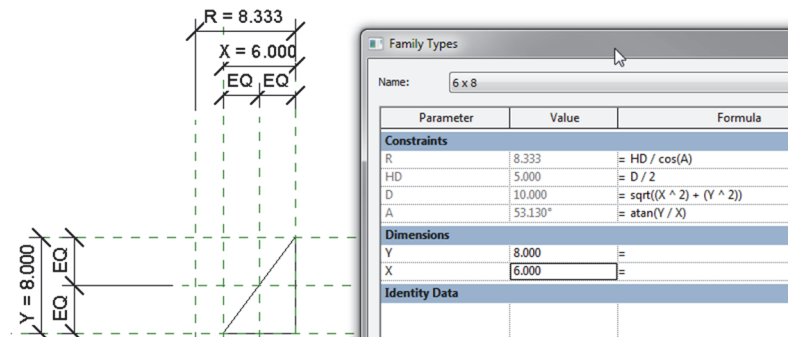 R = 8.333
X = 6.000
EQ EQ
Y = 8.000
EQ
EQ
Family Types
Name: 6 x 8
Parameter Value Formula
Constraints
R 8.333 = HD / cos(A)
HD 5.000 = D / 2
D 10.000 = sqrt((X ^ 2) + (Y ^ 2))
A 53.130° = atan(Y / X)
Dimensions
Y 8.000 =
X 6.000 =
Identity Data